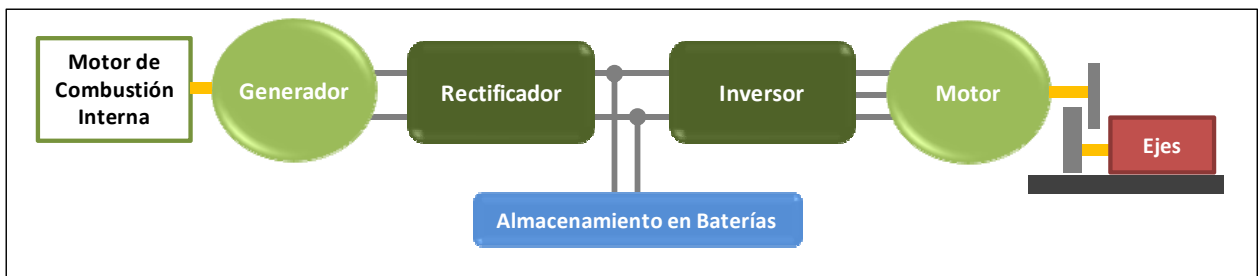 Motor de
Combustión
Interna
Generador
Rectificador
Inversor
Motor
Ejes
Almacenamiento en Baterías